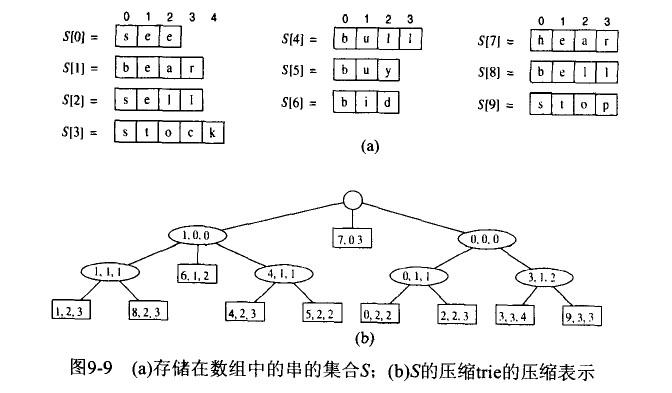 0 1 2 3 4
S[0] = s e e
S[1] = b e a r
S[2] = s e l l
S[3] = s t o c k
0 1 2 3
S[4] = b u l l
S[5] = b u y
S[6] = b i d
0 1 2 3
S[7] = h e a r
S[8] = b e l l
S[9] = s t o p
(a)
1, 0, 0
7, 0 3
0, 0, 0
1, 1, 1
6, 1, 2
4, 1, 1
0, 1, 1
3, 1, 2
1, 2, 3
8, 2, 3
4, 2, 3
5, 2, 2
0, 2, 2
2, 2, 3
3, 3, 4
9, 3, 3
(b)
图9-9 (a)存储在数组中的串的集合S；(b)S的压缩trie的压缩表示